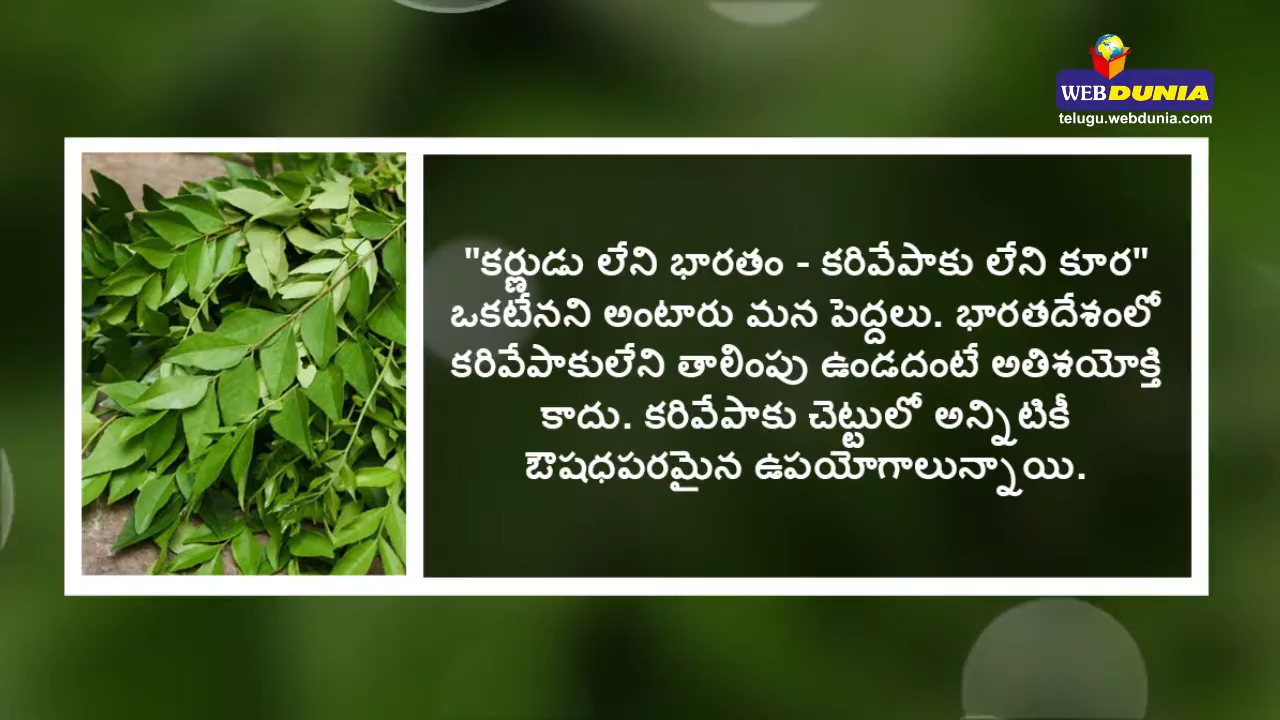 WEBDUNIA
telugu.webdunia.com
"కర్ణుడు లేని భారతం - కరివేపాకు లేని కూర"
ఒకటేనని అంటారు మన పెద్దలు. భారతదేశంలో
కరివేపాకులేని తాలింపు ఉండదంటే అతిశయోక్తి
కాదు. కరివేపాకు చెట్టులో అన్నిటికీ
ఔషధపరమైన ఉపయోగాలున్నాయి.